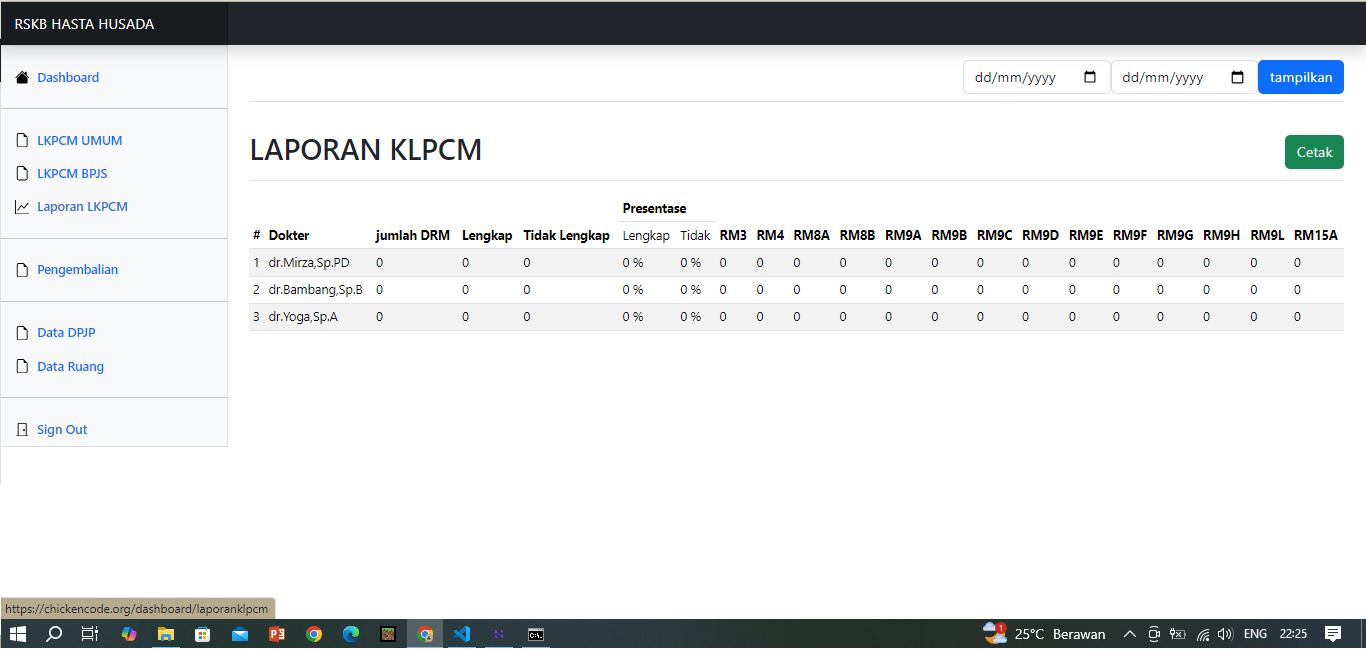 RSKB HASTA HUSADA
Dashboard
LKPCM UMUM
LKPCM BPJS
Laporan LKPCM
Pengembalian
Data DPJP
Data Ruang
Sign Out
dd/mm/yyyy dd/mm/yyyy tampilkan
LAPORAN KLPCM
Cetak
Presentase
# Dokter jumlah DRM Lengkap Tidak Lengkap Lengkap Tidak RM3 RM4 RM8A RM8B RM9A RM9B RM9C RM9D RM9E RM9F RM9G RM9H RM9L RM15A
1 dr.Mirza,Sp.PD 0 0 0 0 % 0 % 0 0 0 0 0 0 0 0 0 0 0 0 0 0
2 dr.Bambang,Sp.B 0 0 0 0 % 0 % 0 0 0 0 0 0 0 0 0 0 0 0 0 0
3 dr.Yoga,Sp.A 0 0 0 0 % 0 % 0 0 0 0 0 0 0 0 0 0 0 0 0 0
https://chickencode.org/dashboard/laporanklpcm
1 25°C Berawan ENG 22:25